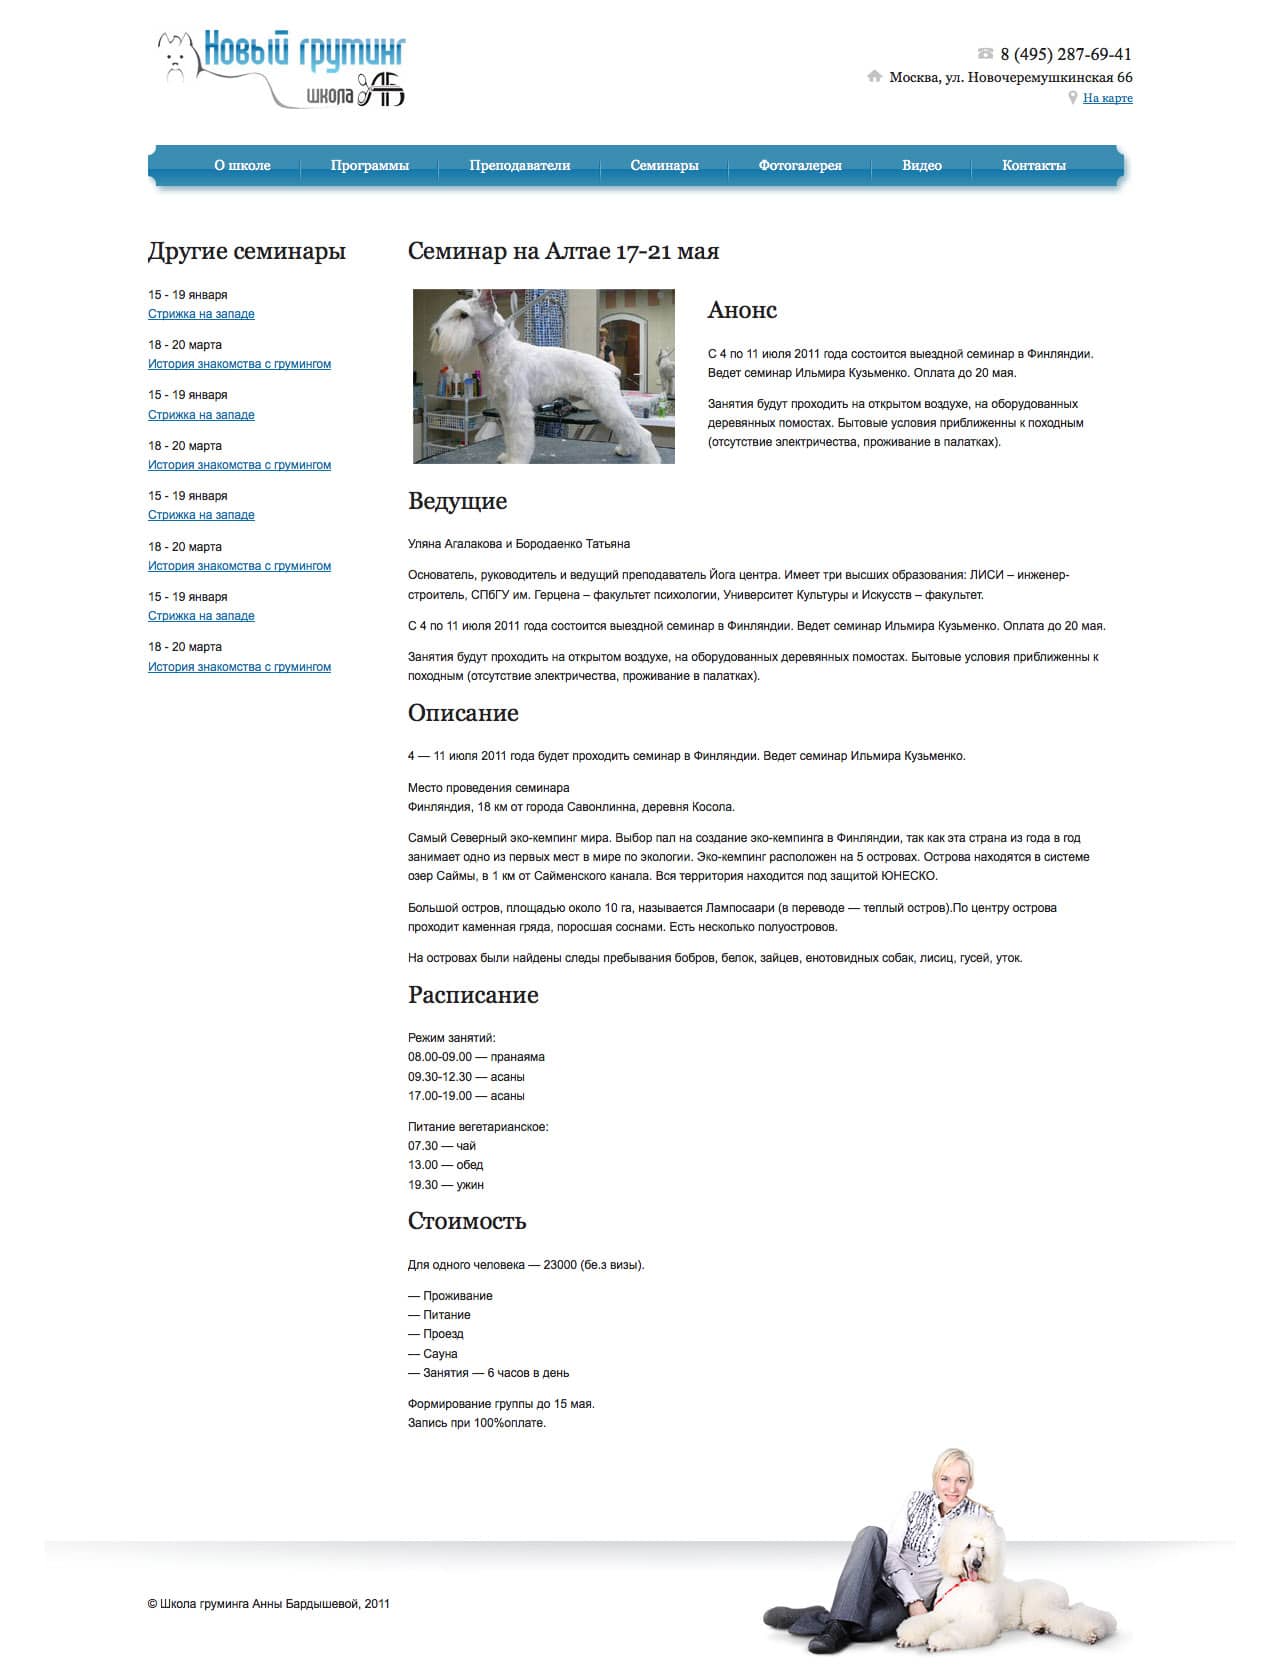 Новый груминг
школа АБ
8 (495) 287-69-41
Москва, ул. Новочеремушкинская 66
На карте
О школе
Программы
Преподаватели
Семинары
Фотогалерея
Видео
Контакты
Другие семинары
15 - 19 января
Стрижка на западе
18 - 20 марта
История знакомства с грумингом
15 - 19 января
Стрижка на западе
18 - 20 марта
История знакомства с грумингом
15 - 19 января
Стрижка на западе
18 - 20 марта
История знакомства с грумингом
15 - 19 января
Стрижка на западе
18 - 20 марта
История знакомства с грумингом
Семинар на Алтае 17-21 мая
Анонс
С 4 по 11 июля 2011 года состоится выездной семинар в Финляндии.
Ведет семинар Ильмира Кузьменко. Оплата до 20 мая.
Занятия будут проходить на открытом воздухе, на оборудованных
деревянных помостах. Бытовые условия приближенны к походным
(отсутствие электричества, проживание в палатках).
Ведущие
Уляна Агалакова и Бородаенко Татьяна
Основатель, руководитель и ведущий преподаватель Йога центра. Имеет три высших образования: ЛИСИ – инженер-
строитель, СПбГУ им. Герцена – факультет психологии, Университет Культуры и Искусств – факультет.
С 4 по 11 июля 2011 года состоится выездной семинар в Финляндии. Ведет семинар Ильмира Кузьменко. Оплата до 20 мая.
Занятия будут проходить на открытом воздухе, на оборудованных деревянных помостах. Бытовые условия приближенны к
походным (отсутствие электричества, проживание в палатках).
Описание
4 — 11 июля 2011 года будет проходить семинар в Финляндии. Ведет семинар Ильмира Кузьменко.
Место проведения семинара
Финляндия, 18 км от города Савонлинна, деревня Косола.
Самый Северный эко-кемпинг мира. Выбор пал на создание эко-кемпинга в Финляндии, так как эта страна из года в год
занимает одно из первых мест в мире по экологии. Эко-кемпинг расположен на 5 островах. Острова находятся в системе
озер Саймы, в 1 км от Сайменского канала. Вся территория находится под защитой ЮНЕСКО.
Большой остров, площадью около 10 га, называется Лампосаари (в переводе — теплый остров).По центру острова
проходит каменная гряда, поросшая соснами. Есть несколько полуостровов.
На островах были найдены следы пребывания бобров, белок, зайцев, енотовидных собак, лисиц, гусей, уток.
Расписание
Режим занятий:
08.00-09.00 — пранаяма
09.30-12.30 — асаны
17.00-19.00 — асаны
Питание вегетарианское:
07.30 — чай
13.00 — обед
19.30 — ужин
Стоимость
Для одного человека — 23000 (бе.з визы).
— Проживание
— Питание
— Проезд
— Сауна
— Занятия — 6 часов в день
Формирование группы до 15 мая.
Запись при 100%оплате.
© Школа груминга Анны Бардышевой, 2011